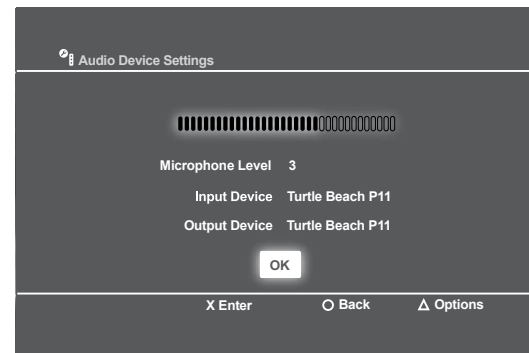 Audio Device Settings
Microphone Level 3
Input Device Turtle Beach P11
Output Device Turtle Beach P11
OK
X Enter O Back Δ Options